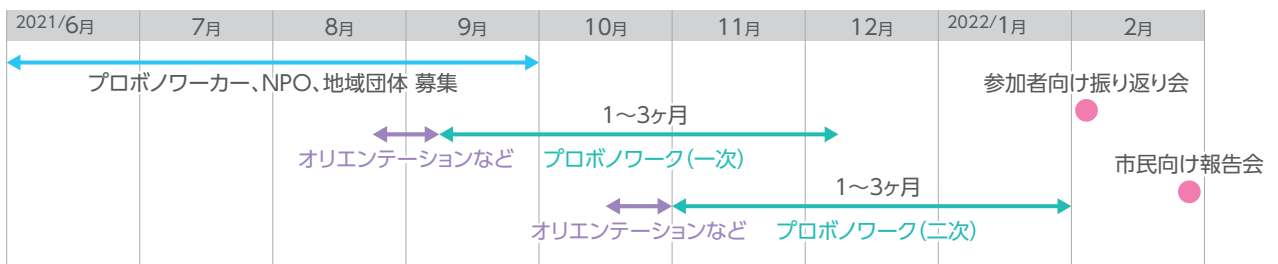 2021/6月 7月 8月 9月 10月 11月 12月 2022/1月 2月
プロボノワーカー、NPO、地域団体 募集
参加者向け振り返り会
1〜3ヶ月
オリエンテーションなど プロボノワーク(一次)
市民向け報告会
1〜3ヶ月
オリエンテーションなど プロボノワーク(二次)